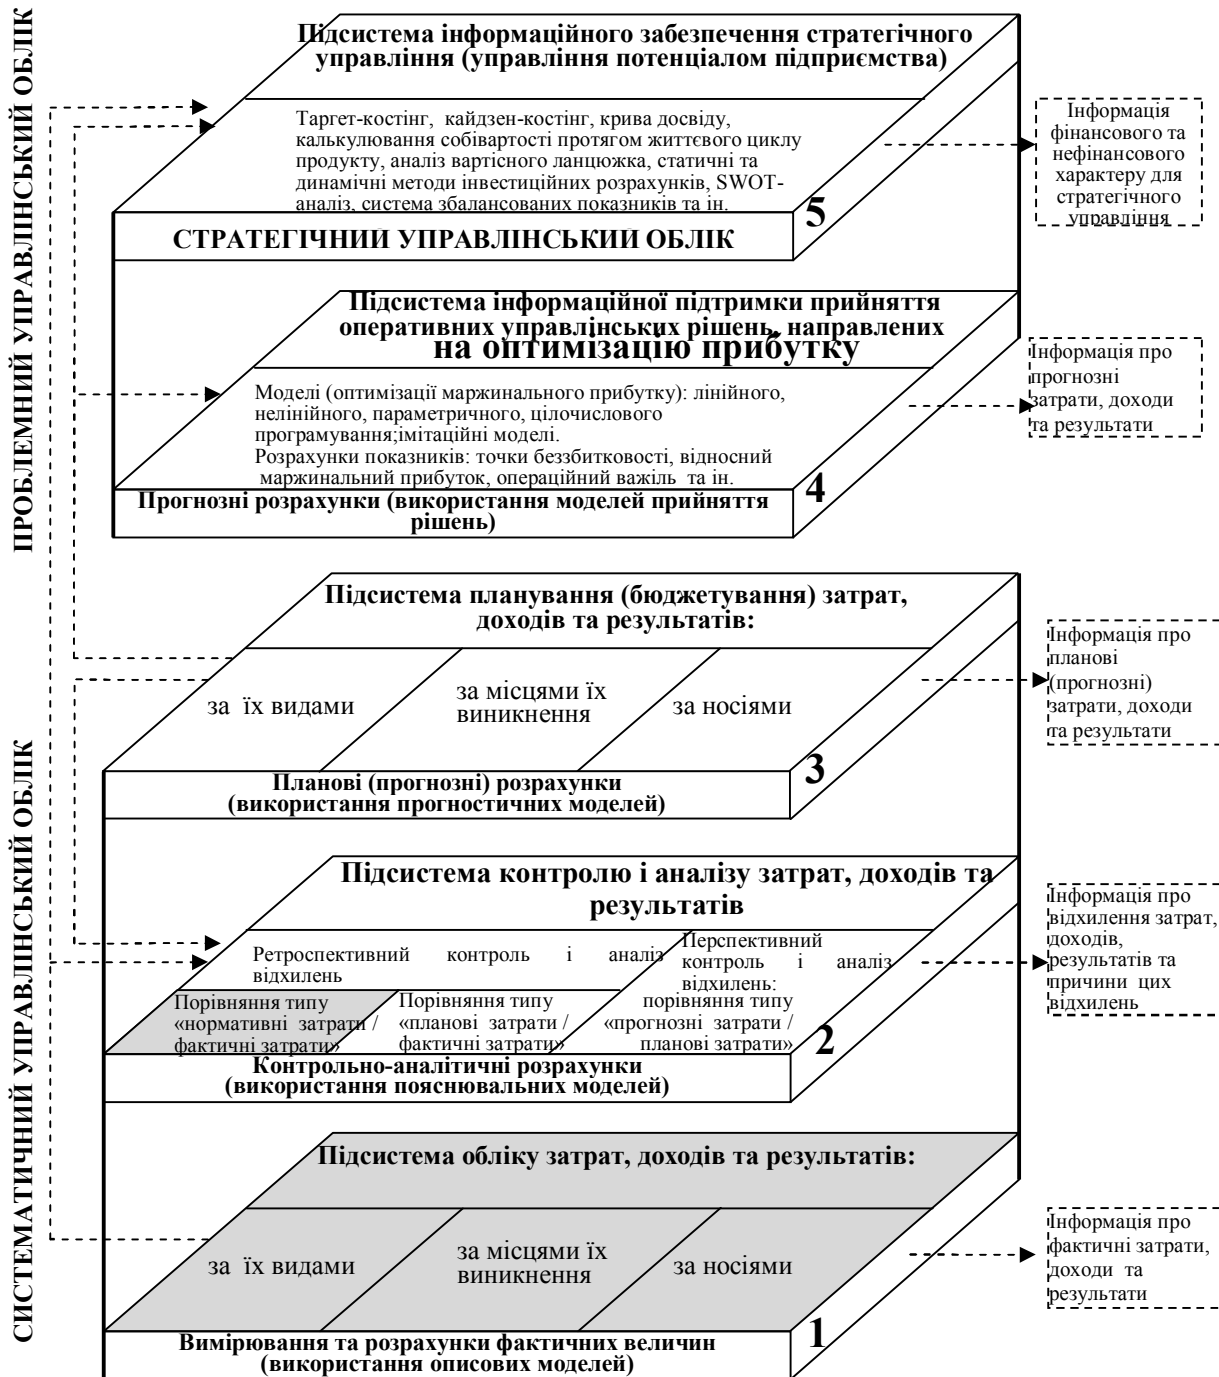 ПРОБЛЕМНИЙ УПРАВЛІНСЬКИЙ ОБЛІК
Підсистема інформаційного забезпечення стратегічного
управління (управління потенціалом підприємства)
Таргет-костінг, кайдзен-костінг, крива досвіду,
калькулювання собівартості протягом життєвого циклу
продукту, аналіз вартісного ланцюжка, статичні та
динамічні методи інвестиційних розрахунків, SWOT-
аналіз, система збалансованих показників та ін.
5
СТРАТЕГІЧНИЙ УПРАВЛІНСЬКИЙ ОБЛІК
Інформація
фінансового та
нефінансового
характеру для
стратегічного
управління
Підсистема інформаційної підтримки прийняття
оперативних управлінських рішень, направлених
на оптимізацію прибутку
Моделі (оптимізації маржинального прибутку): лінійного,
нелінійного, параметричного, цілочислового
програмування;імітаційні моделі.
Розрахунки показників: точки беззбитковості, відносний
маржинальний прибуток, операційний важіль та ін.
4
Прогнозні розрахунки (використання моделей прийняття
рішень)
Інформація про
прогнозні
затрати, доходи
та результати
СИСТЕМАТИЧНИЙ УПРАВЛІНСЬКИЙ ОБЛІК
Підсистема планування (бюджетування) затрат,
доходів та результатів:
за їх видами
за місцями їх
виникнення
за носіями
3
Планові (прогнозні) розрахунки
(використання прогностичних моделей)
Інформація про
планові
(прогнозні)
затрати, доходи
та результати
Підсистема контролю і аналізу затрат, доходів та
результатів
Ретроспективний контроль і аналіз
відхилень
Перспективний
контроль і аналіз
відхилень:
Порівняння типу
«нормативні затрати /
фактичні затрати»
Порівняння типу
«планові затрати /
фактичні затрати»
порівняння типу
«прогнозні затрати /
планові затрати»
2
Контрольно-аналітичні розрахунки
(використання пояснювальних моделей)
Інформація про
відхилення затрат,
доходів,
результатів та
причини цих
відхилень
Підсистема обліку затрат, доходів та результатів:
за їх видами
за місцями їх
виникнення
за носіями
1
Вимірювання та розрахунки фактичних величин
(використання описових моделей)
Інформація про
фактичні затрати,
доходи та
результати